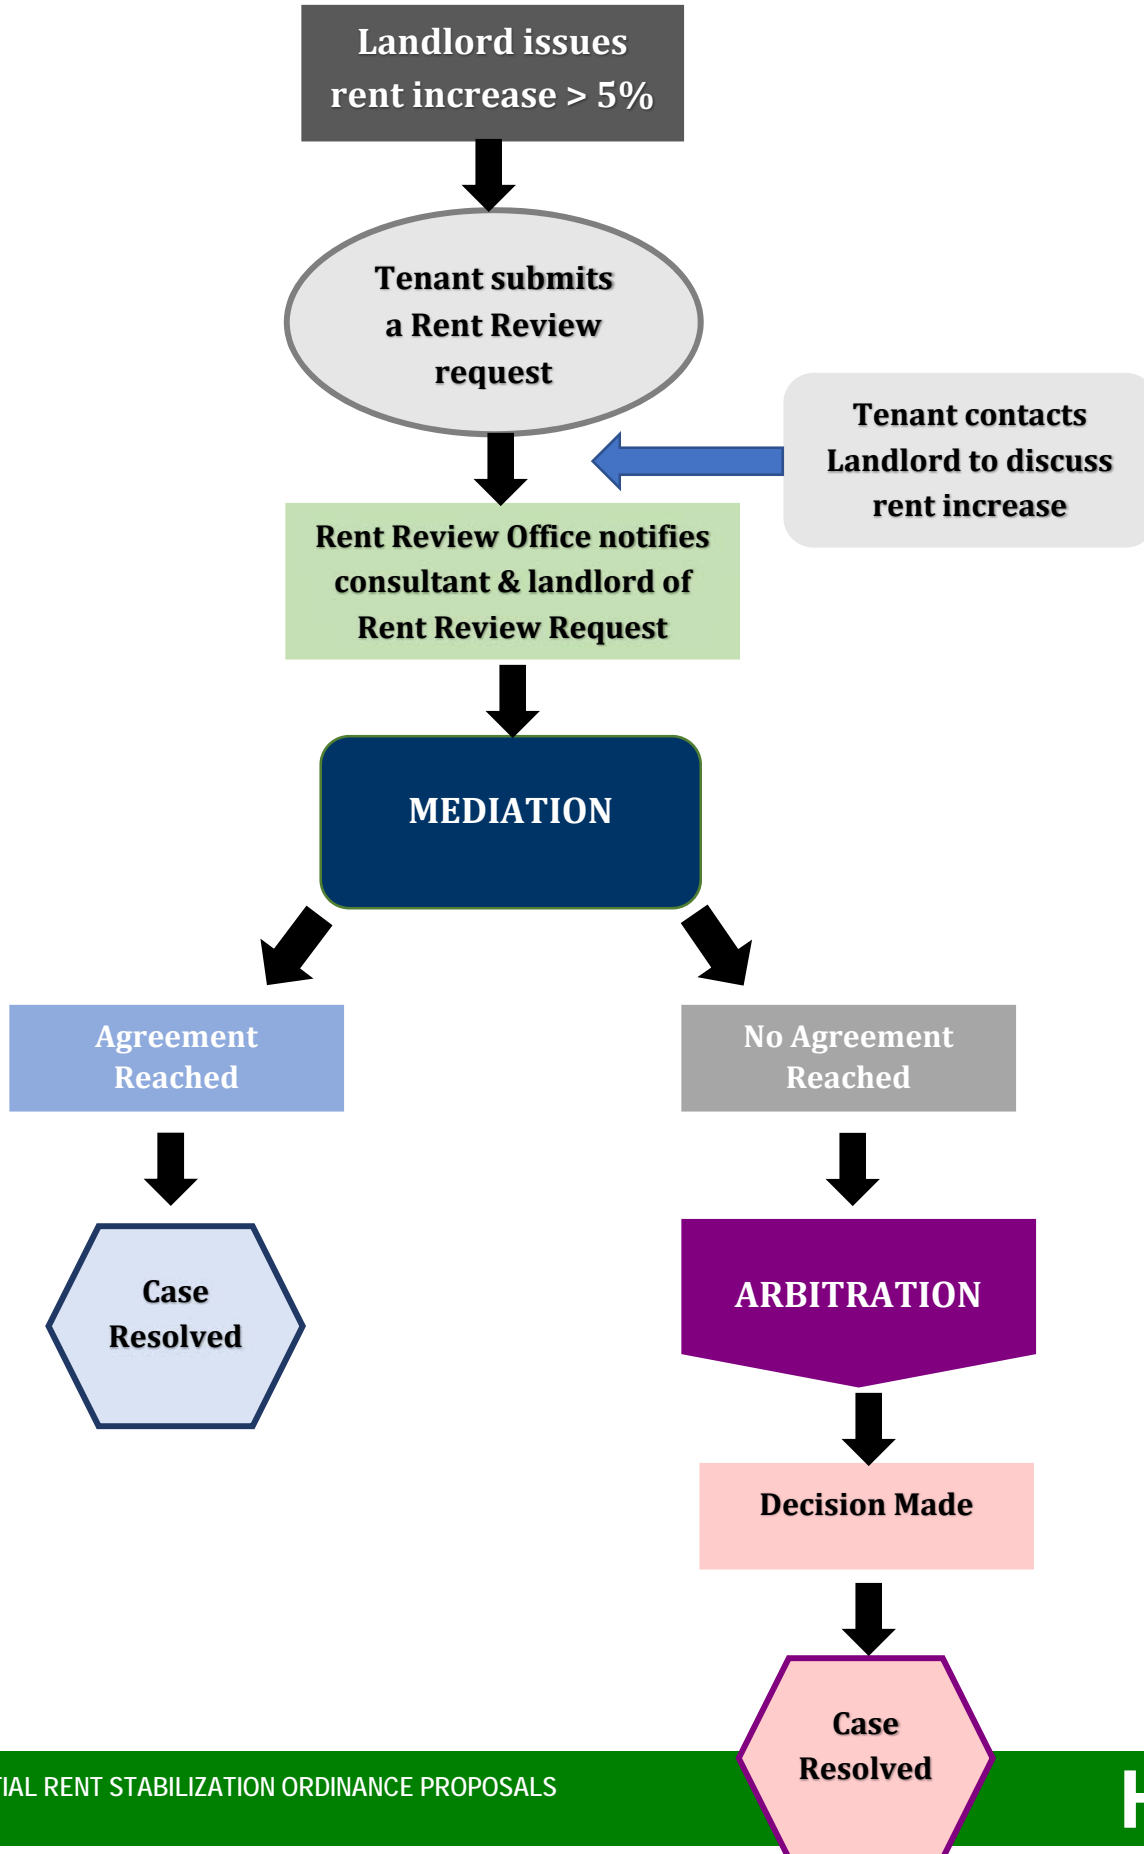 Landlord issues
rent increase > 5%
Tenant submits
a Rent Review
request
Tenant contacts
Landlord to discuss
rent increase
Rent Review Office notifies
consultant & landlord of
Rent Review Request
MEDIATION
Agreement
Reached
No Agreement
Reached
Case
Resolved
ARBITRATION
Decision Made
Case
Resolved
RENT STABILIZATION ORDINANCE PROPOSALS